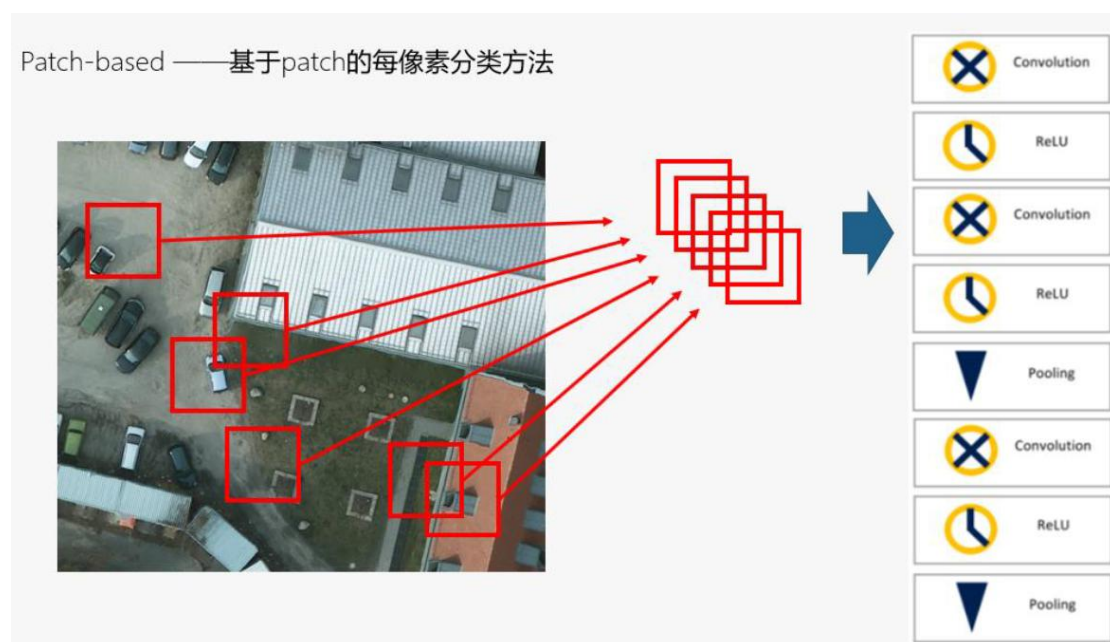 Patch-based ——基于patch的每像素分类方法
Convolution
ReLU
Convolution
ReLU
Pooling
Convolution
ReLU
Pooling